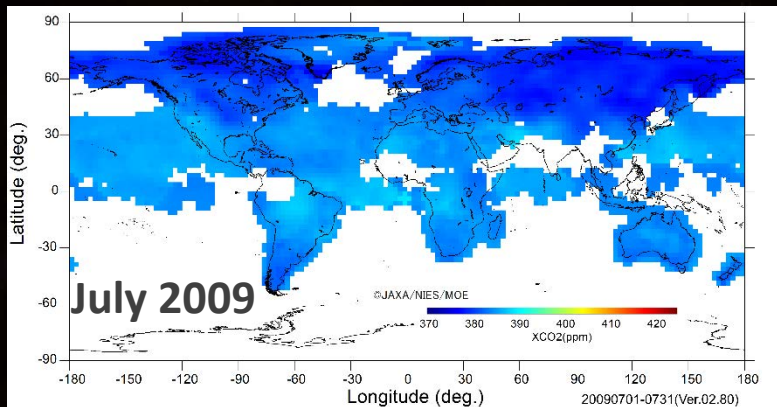 90
60
30
0
-30
-60
-90
Latitude (deg.)
July 2009
©JAXA/NIES/MOE
370 380 390 400 410 420
XCO2(ppm)
-180 -150 -120 -90 -60 -30 0 30 60 90 120 150 180
Longitude (deg.)
20090701-0731(Ver.02.80)